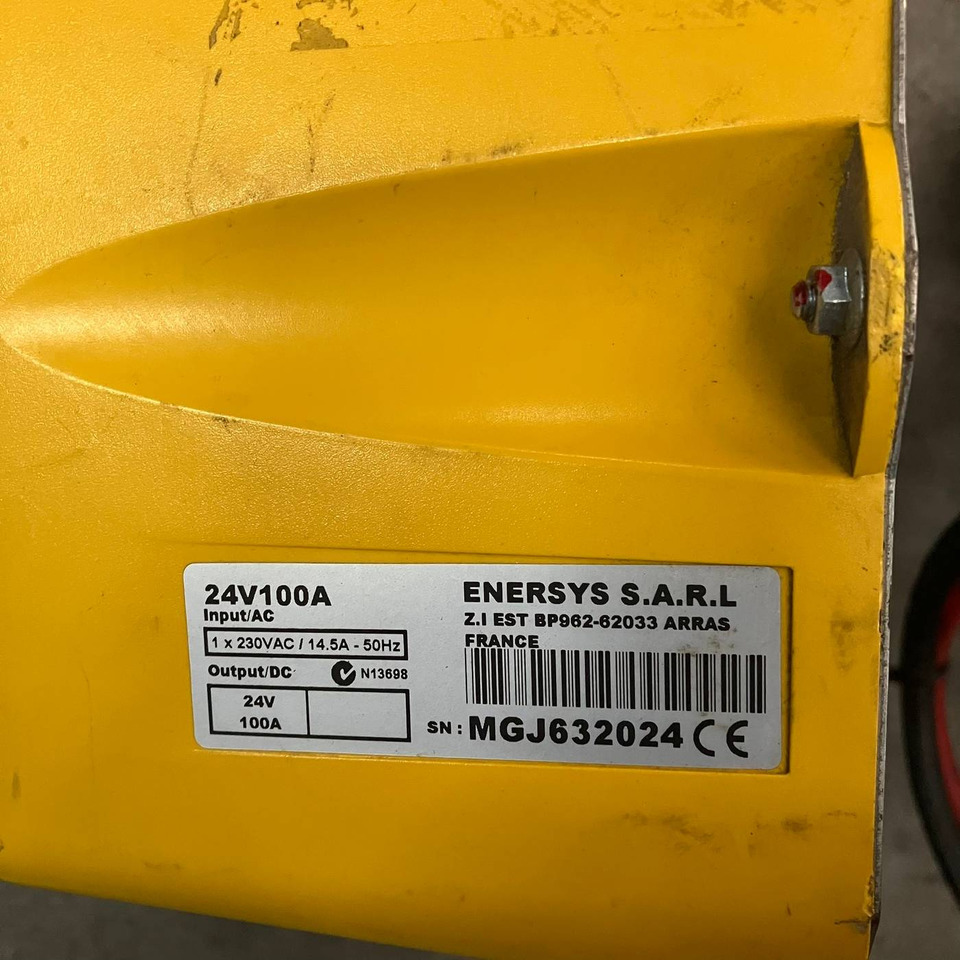 24V100A
Input/AC
1 x 230VAC / 14.5A - 50Hz
Output/DC N13698
24V
100A
ENERSYS S.A.R.L
Z.I EST BP962-62033 ARRAS
FRANCE
SN : MGJ632024 CE